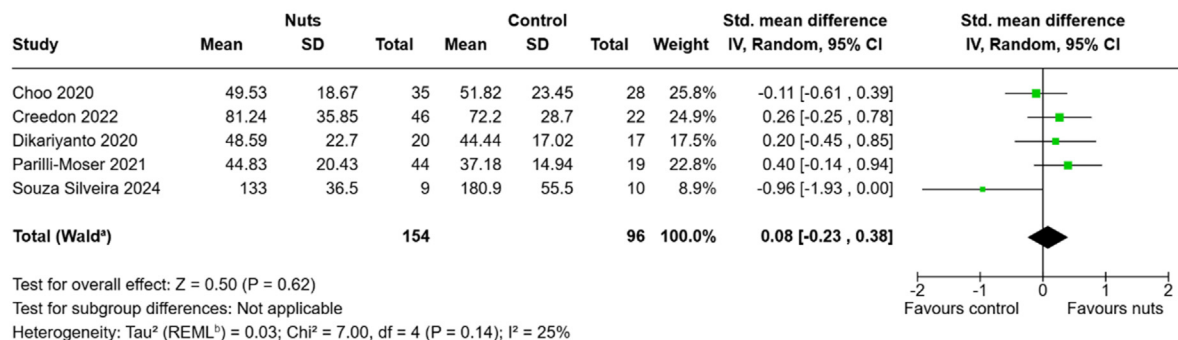 Nuts Control Std. mean difference Std. mean difference
Study Mean SD Total Mean SD Total Weight IV, Random, 95% CI IV, Random, 95% CI
Choo 2020 49.53 18.67 35 51.82 23.45 28 25.8% -0.11 [-0.61 , 0.39]
Creedon 2022 81.24 35.85 46 72.2 28.7 22 24.9% 0.26 [-0.25 , 0.78]
Dikariyanto 2020 48.59 22.7 20 44.44 17.02 17 17.5% 0.20 [-0.45 , 0.85]
Parilli-Moser 2021 44.83 20.43 44 37.18 14.94 19 22.8% 0.40 [-0.14 , 0.94]
Souza Silveira 2024 133 36.5 9 180.9 55.5 10 8.9% -0.96 [-1.93 , 0.00]
Total (Waldᵃ) 154 96 100.0% 0.08 [-0.23 , 0.38]
Test for overall effect: Z = 0.50 (P = 0.62)
Test for subgroup differences: Not applicable
Heterogeneity: Tau² (REMLᵇ) = 0.03; Chi² = 7.00, df = 4 (P = 0.14); I² = 25%
-2 -1 0 1 2
Favours control Favours nuts